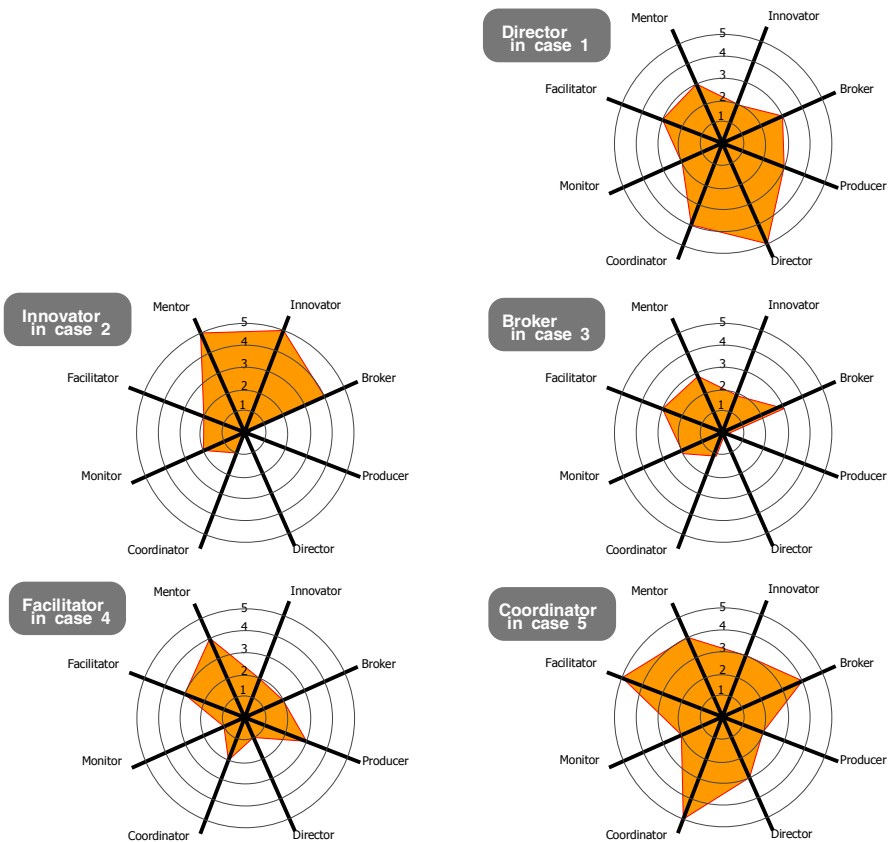 Director
in case 1
Mentor
Innovator
5
4
3
2
1
Facilitator
Broker
Monitor
Producer
Coordinator
Director
Innovator
in case 2
Mentor
Innovator
5
4
3
2
1
Facilitator
Broker
Monitor
Producer
Coordinator
Director
Broker
in case 3
Mentor
Innovator
5
4
3
2
1
Facilitator
Broker
Monitor
Producer
Coordinator
Director
Facilitator
in case 4
Mentor
Innovator
5
4
3
2
1
Facilitator
Broker
Monitor
Producer
Coordinator
Director
Coordinator
in case 5
Mentor
Innovator
5
4
3
2
1
Facilitator
Broker
Monitor
Producer
Coordinator
Director